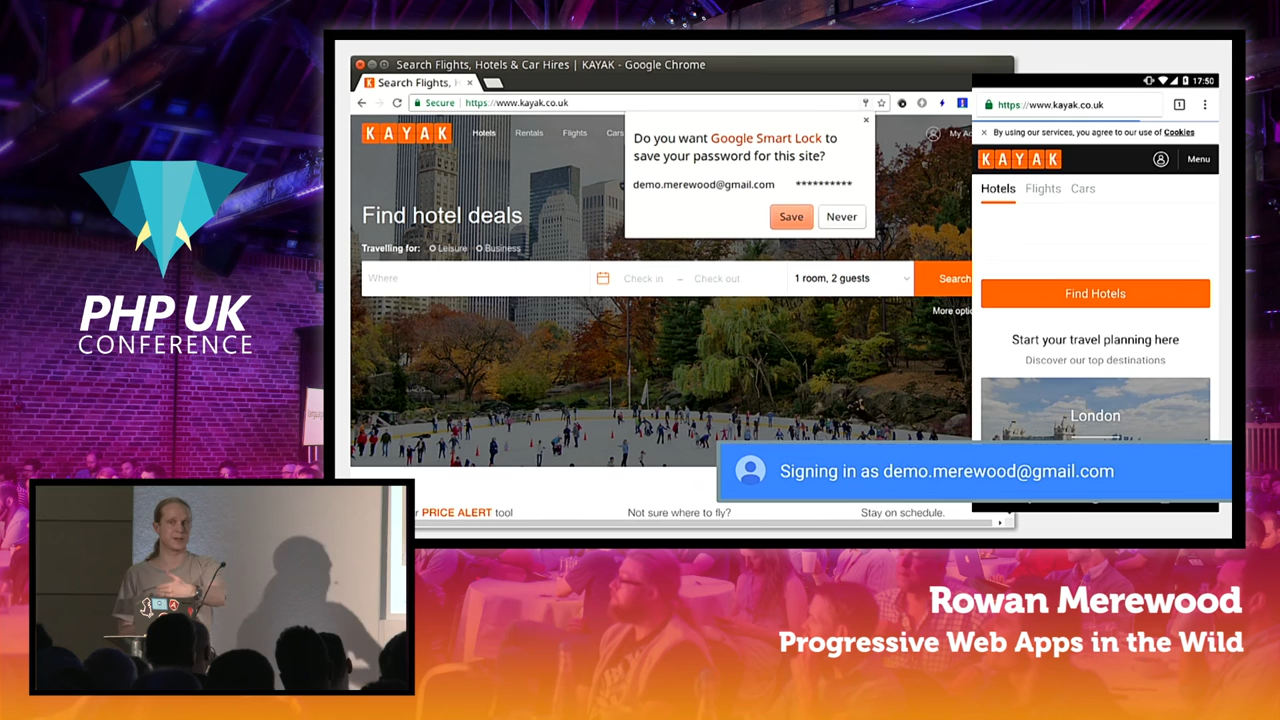 PHP UK
CONFERENCE
Search Flights, Hotels & Car Hires | KAYAK - Google Chrome
Search Flights, H
Secure
https://www.kayak.co.uk
KAYAK
Hotels
Rentals
Flights
Cars
My Ac
Do you want Google Smart Lock to
save your password for this site?
demo.merewood@gmail.com **********
Save
Never
Find hotel deals
Travelling for: Leisure Business
Where
Check in – Check out
1 room, 2 guests
Search
More optio
r PRICE ALERT tool
Not sure where to fly?
Stay on schedule.
17:50
https://www.kayak.co.uk
1
× By using our services, you agree to our use of Cookies
KAYAK
Menu
Hotels Flights Cars
Find Hotels
Start your travel planning here
Discover our top destinations
London
Signing in as demo.merewood@gmail.com
Rowan Merewood
Progressive Web Apps in the Wild